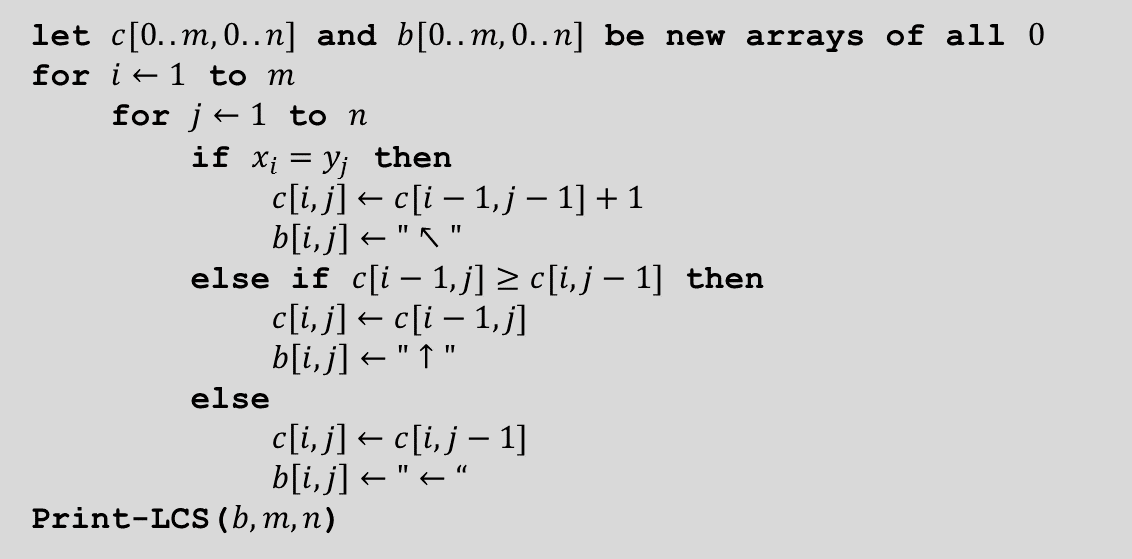 let c[0..m,0..n] and b[0..m,0..n] be new arrays of all 0
for i ← 1 to m
for j ← 1 to n
if xᵢ = yⱼ then
c[i,j] ← c[i − 1,j − 1] + 1
b[i,j] ← "↖"
else if c[i − 1,j] ≥ c[i,j − 1] then
c[i,j] ← c[i − 1,j]
b[i,j] ← "↑"
else
c[i,j] ← c[i,j − 1]
b[i,j] ← "←“
Print-LCS(b,m,n)